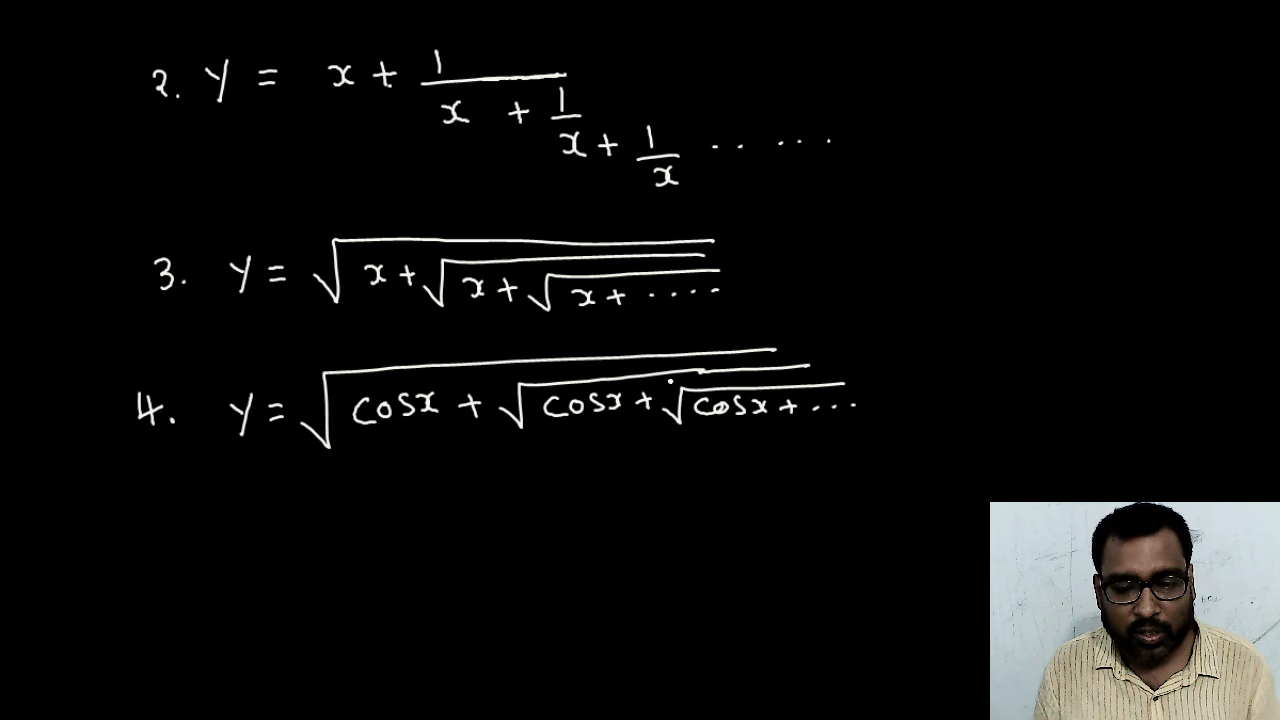 2. y = x + 1/(x + 1/(x + 1/x .....
3. y = √(x + √(x + √(x + ....
4. y = √(cosx + √(cosx + √(cosx + ...